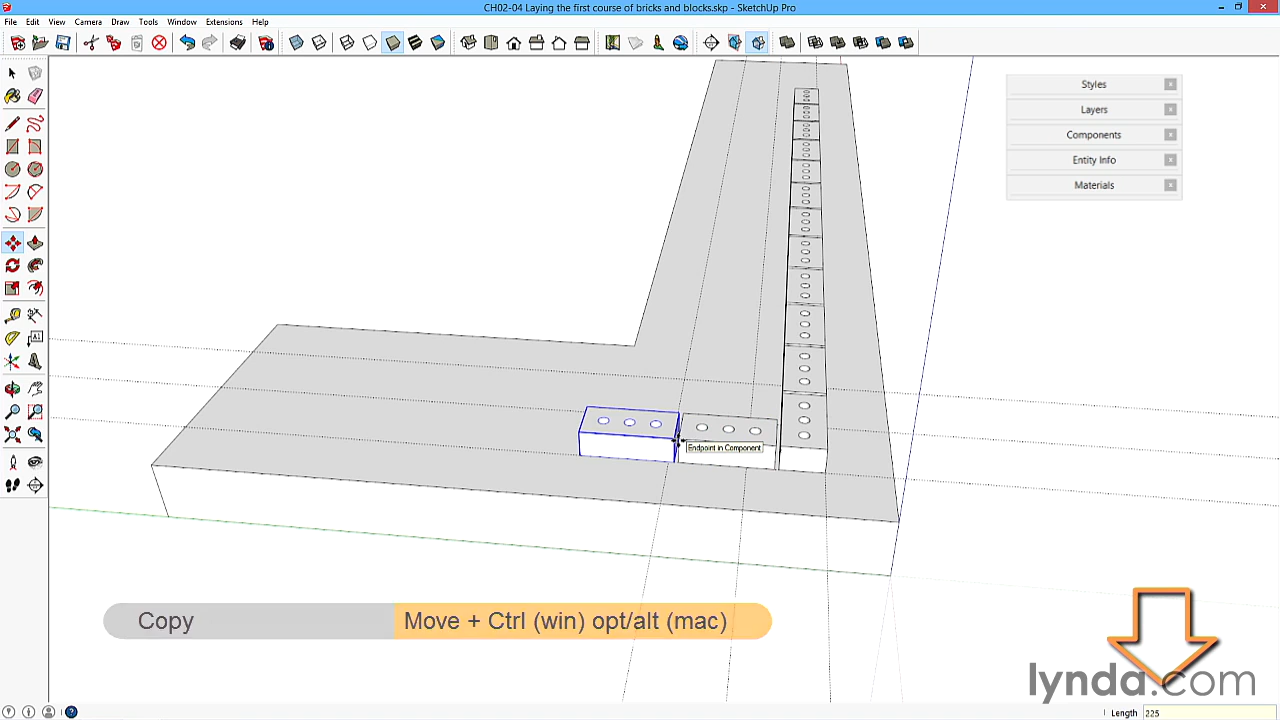 CH02-04 Laying the first course of bricks and blocks.skp - SketchUp Pro
File Edit View Camera Draw Tools Window Extensions Help
Styles
Layers
Components
Entity Info
Materials
Endpoint in Component
Copy Move + Ctrl (win) opt/alt (mac)
lynda.com
Length 225